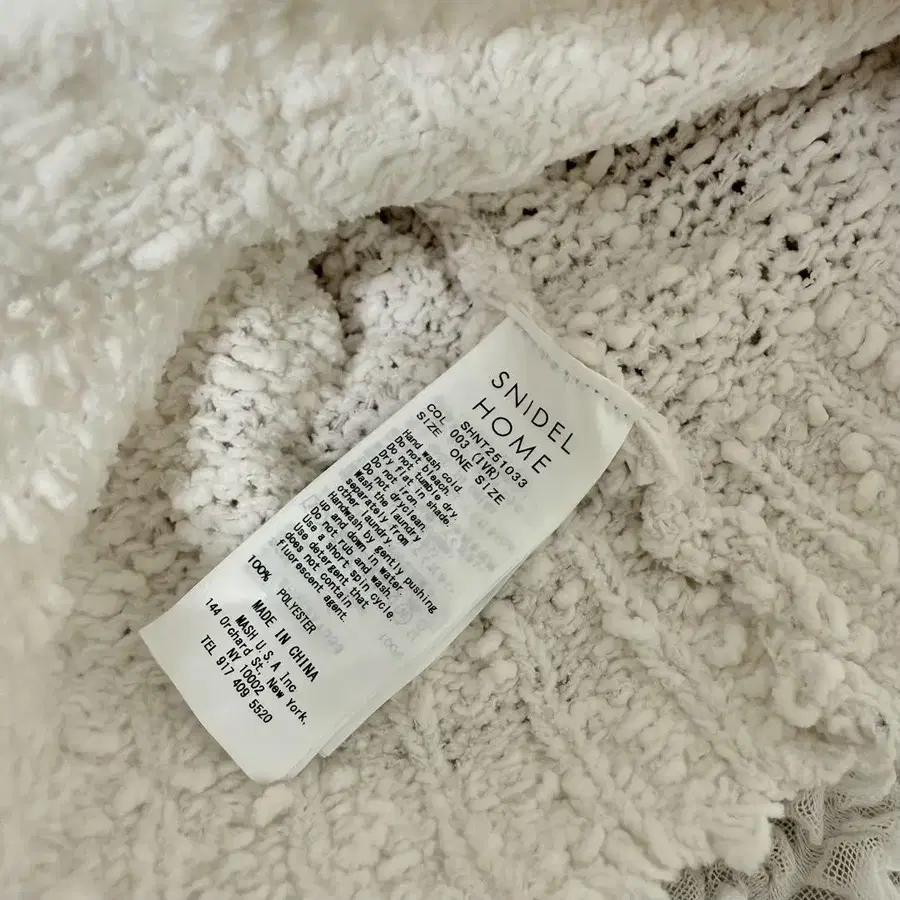 SNIDEL
HOME
SHNT251033
COL 003 (IVR)
SIZE ONE SIZE
Hand wash cold.
Do not bleach.
Do not tumble dry.
Dry flat in shade.
Do not iron.
Do not dryclean.
Wash the laundry
separately from
other laundry.
Handwash by gently pushing
up and down in water.
Do not rub and wash.
Use a short spin cycle.
Use detergent that
does not contain
fluorescent agent.
100% POLYESTER
MADE IN CHINA
MASH U.S.A Inc.
144 Orchard St. New York,
NY 10002
TEL 917 409 5520